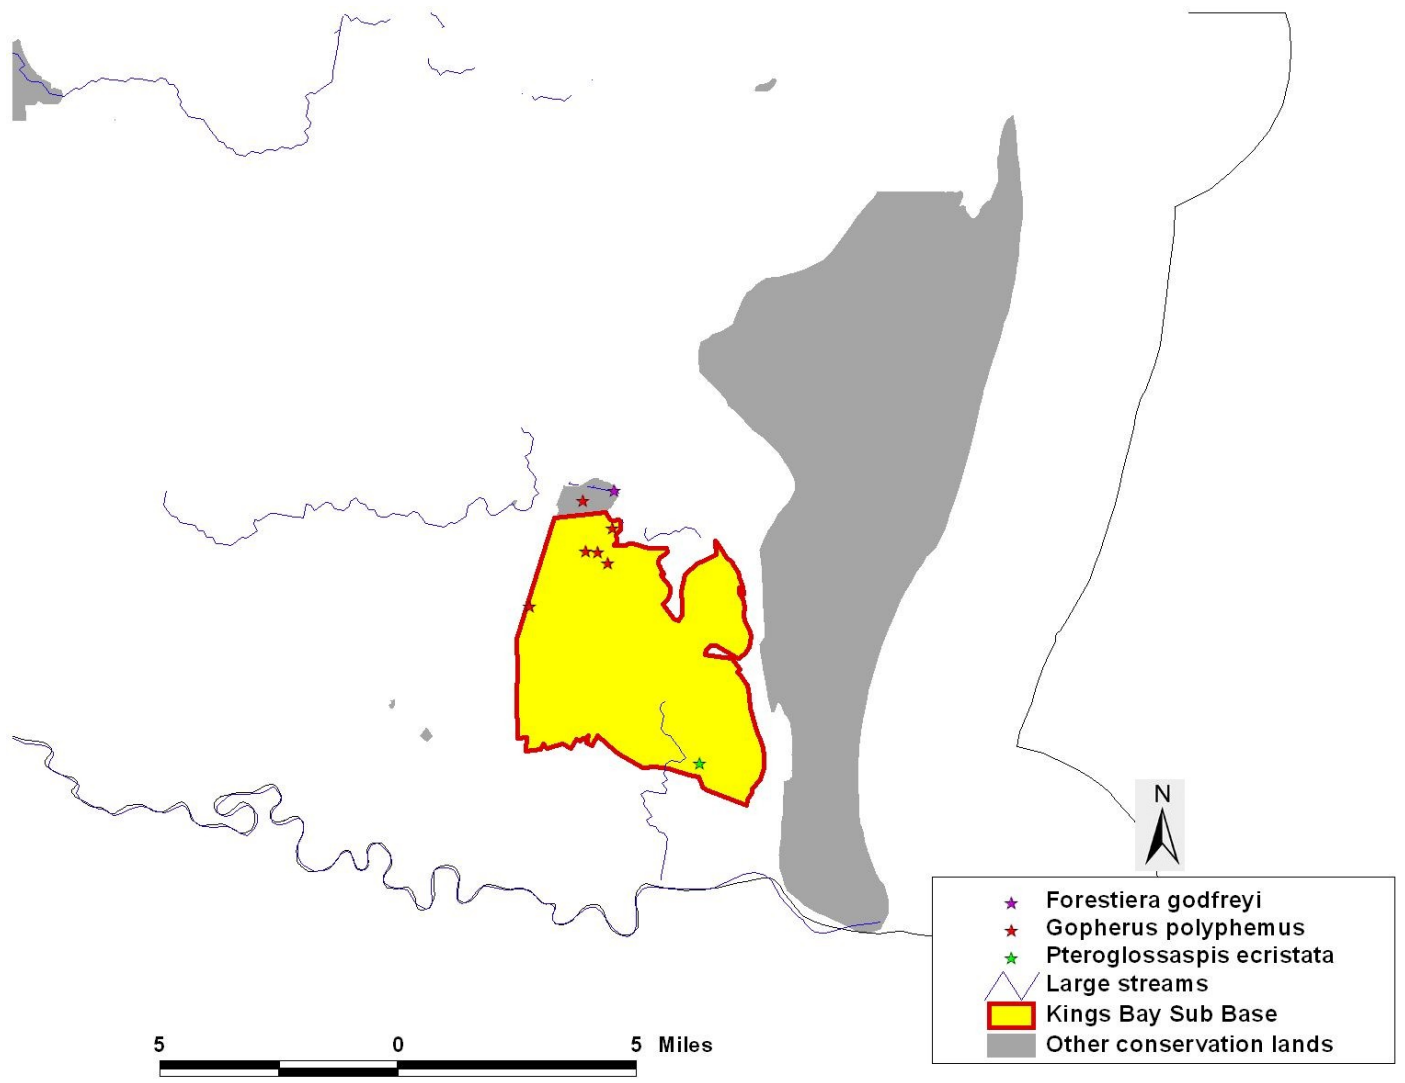 N
Forestiera godfreyi
Gopherus polyphemus
Pteroglossaspis ecristata
Large streams
Kings Bay Sub Base
Other conservation lands
5 0 5 Miles